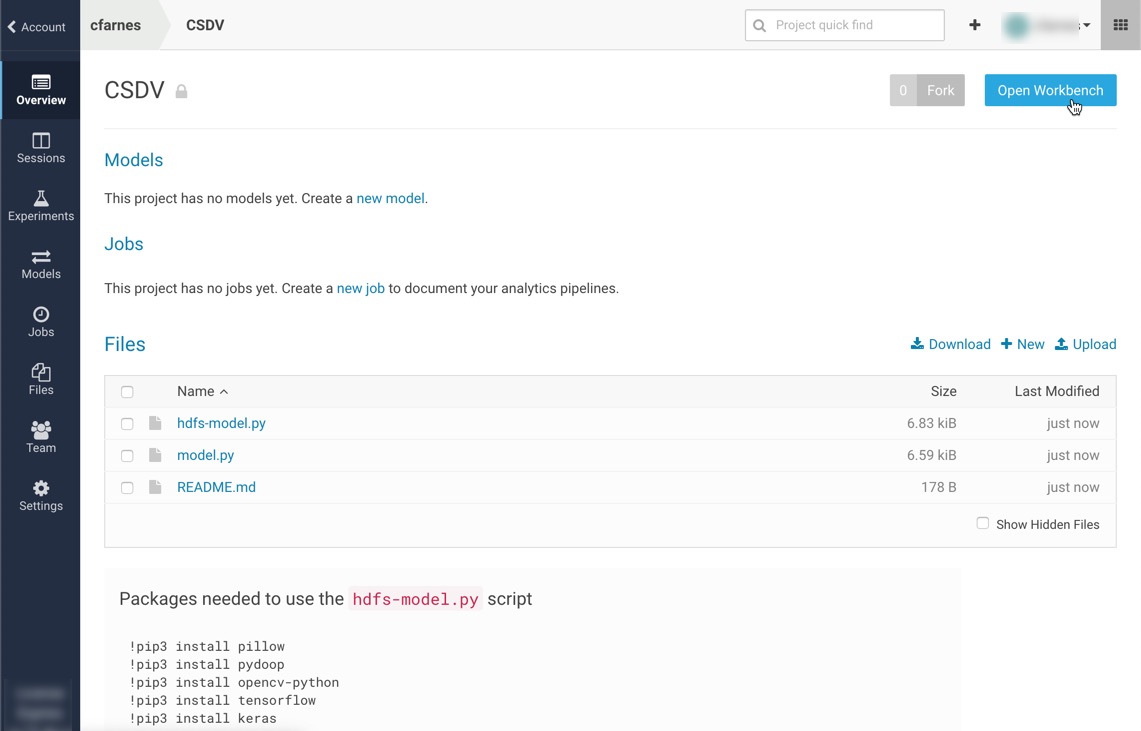 Account
cfarnes
CSDV
Project quick find
Overview
Sessions
Experiments
Models
Jobs
Files
Team
Settings
CSDV
0 Fork
Open Workbench
Models
This project has no models yet. Create a new model.
Jobs
This project has no jobs yet. Create a new job to document your analytics pipelines.
Files
Download New Upload
Name Size Last Modified
hdfs-model.py 6.83 kiB just now
model.py 6.59 kiB just now
README.md 178 B just now
Show Hidden Files
Packages needed to use the hdfs-model.py script
!pip3 install pillow
!pip3 install pydoop
!pip3 install opencv-python
!pip3 install tensorflow
!pip3 install keras